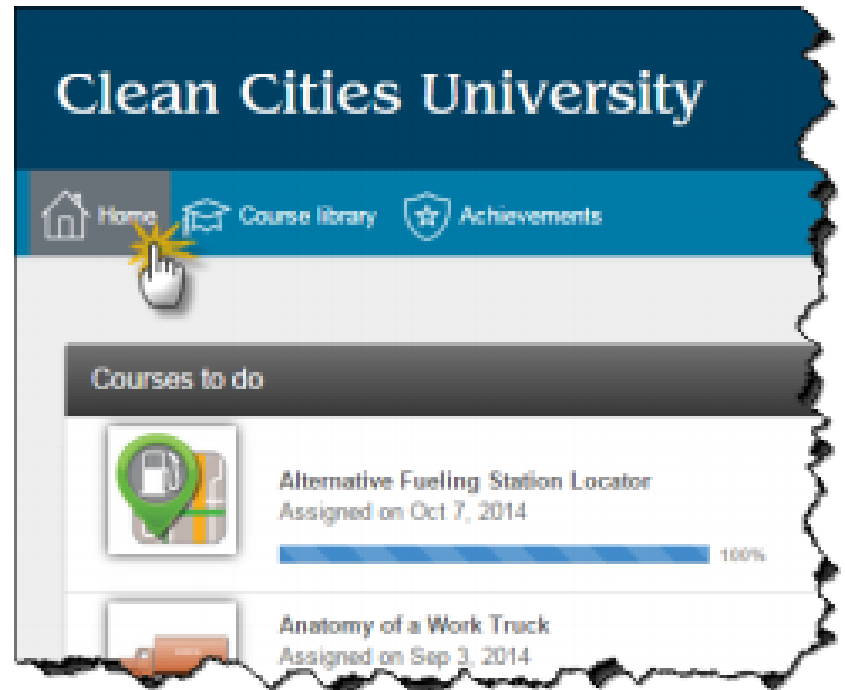 Clean Cities University
Home Course library Achievements
Courses to do
Alternative Fueling Station Locator
Assigned on Oct 7, 2014
100%
Anatomy of a Work Truck
Assigned on Sep 3, 2014